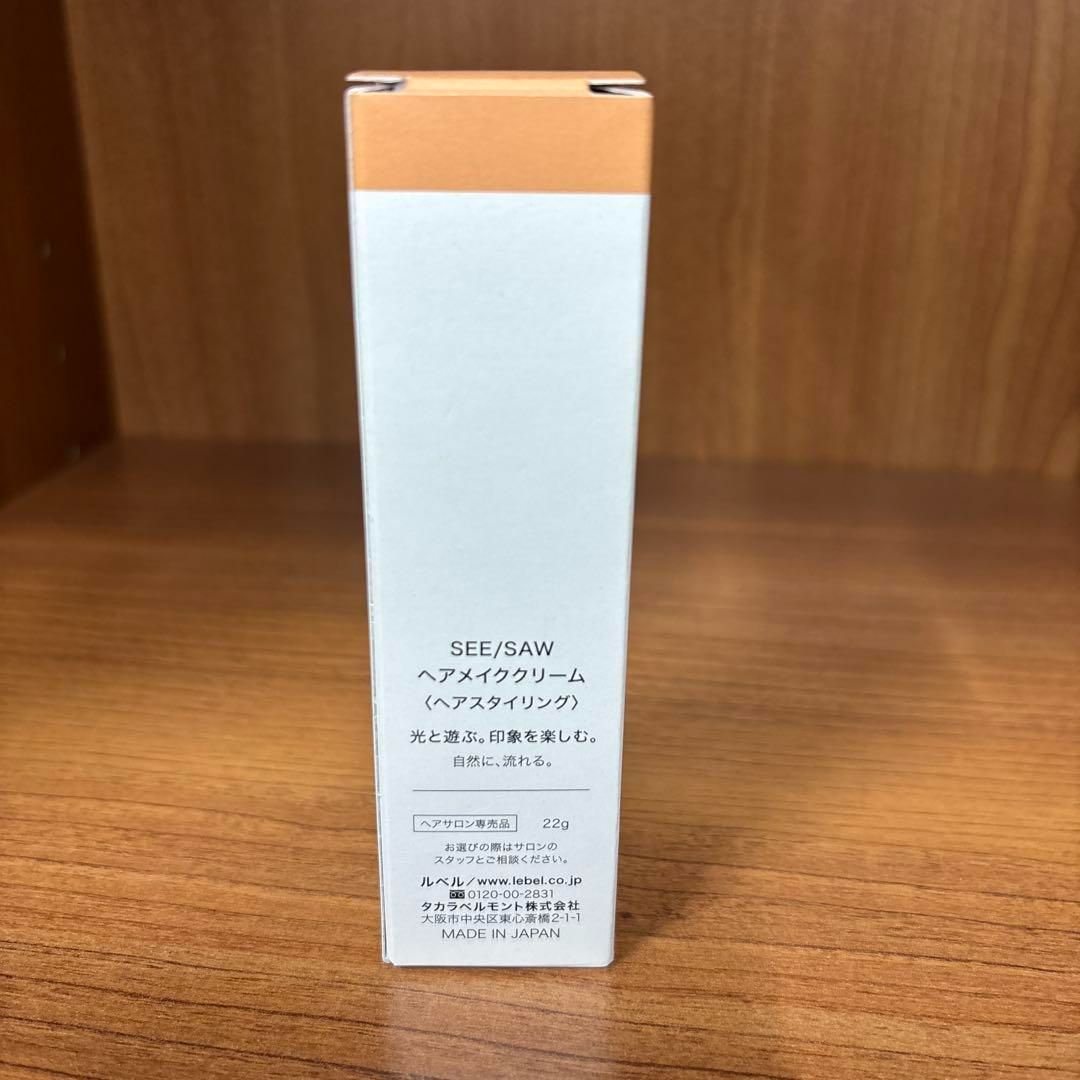 SEE/SAW
ヘアメイククリーム
〈ヘアスタイリング〉
光と遊ぶ。印象を楽しむ。
自然に、流れる。
ヘアサロン専売品 22g
お選びの際はサロンの
スタッフとご相談ください。
ルベル/www.lebel.co.jp
0120-00-2831
タカラベルモント株式会社
大阪市中央区東心斎橋2-1-1
MADE IN JAPAN